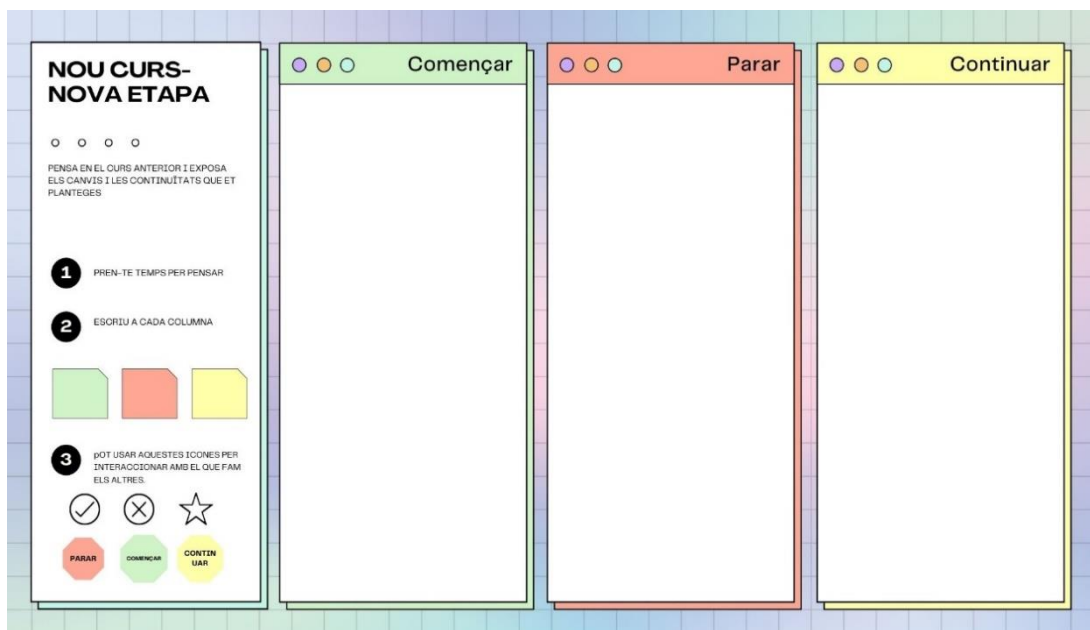 NOU CURS-
NOVA ETAPA
PENSA EN EL CURS ANTERIOR I EXPOSA
ELS CANVIS I LES CONTINUÏTATS QUE ET
PLANTEGES
1 PREN-TE TEMPS PER PENSAR
2 ESCRIU A CADA COLUMNA
3 pOT USAR AQUESTES ICONES PER
INTERACCIONAR AMB EL QUE FAM
ELS ALTRES.
PARAR
COMENÇAR
CONTIN
UAR
Començar
Parar
Continuar